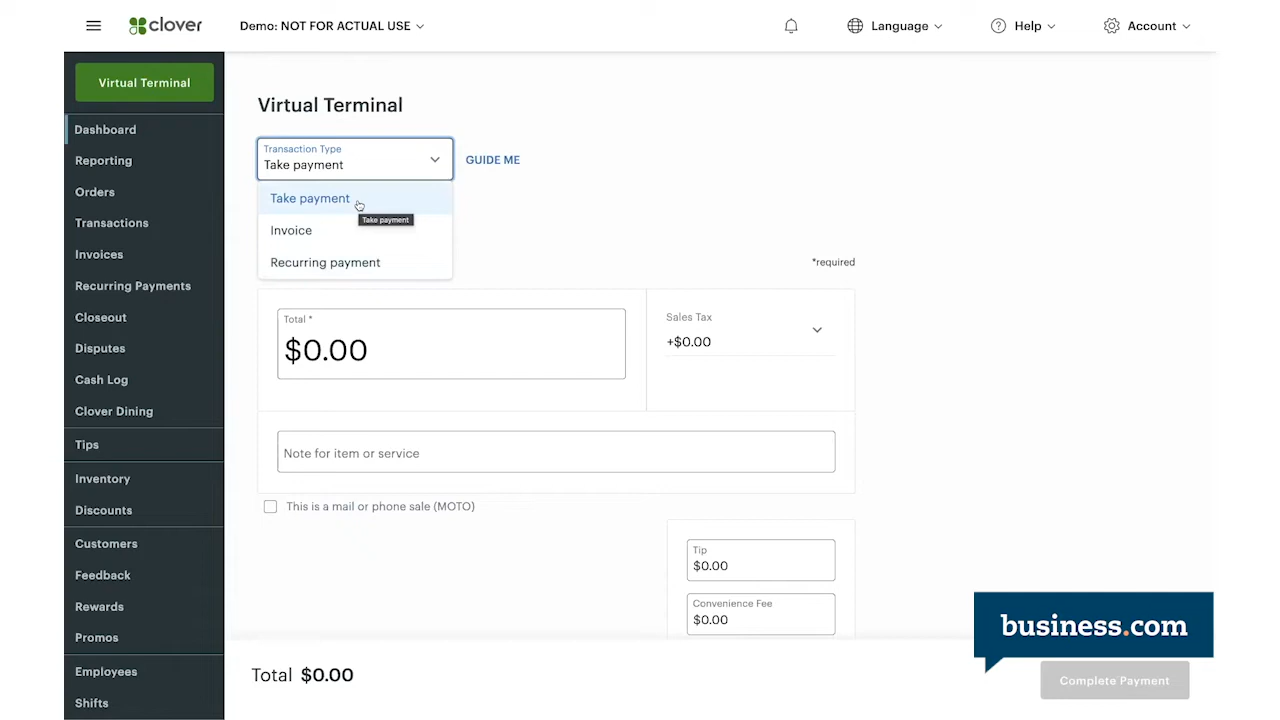 clover
Demo: NOT FOR ACTUAL USE
Language
Help
Account
Virtual Terminal
Dashboard
Reporting
Orders
Transactions
Invoices
Recurring Payments
Closeout
Disputes
Cash Log
Clover Dining
Tips
Inventory
Discounts
Customers
Feedback
Rewards
Promos
Employees
Shifts
Virtual Terminal
Transaction Type
Take payment
GUIDE ME
Take payment
Take payment
Invoice
Recurring payment
*required
Total *
$0.00
Sales Tax
+$0.00
Note for item or service
This is a mail or phone sale (MOTO)
Tip
$0.00
Convenience Fee
$0.00
business.com
Total $0.00
Complete Payment